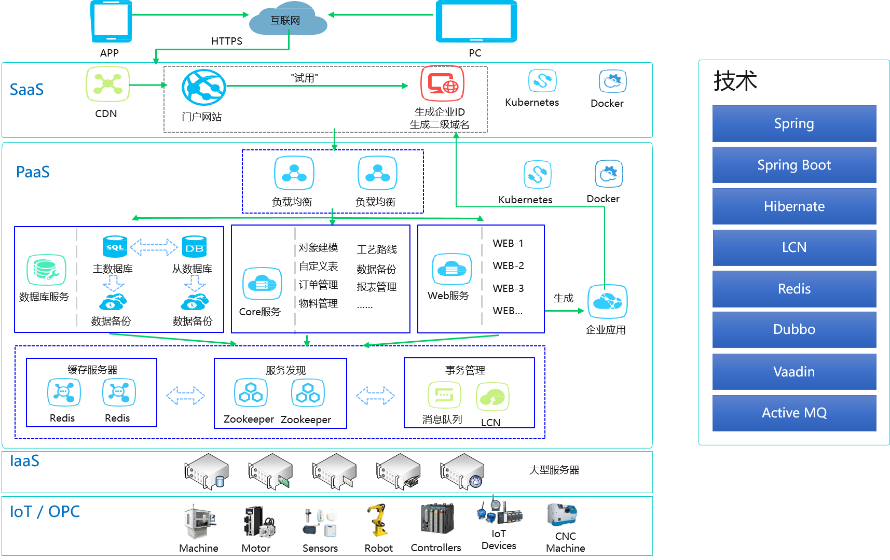 互联网
APP
HTTPS
PC
SaaS
CDN
门户网站
"试用"
生成企业ID
生成二级域名
Kubernetes
Docker
PaaS
负载均衡
负载均衡
Kubernetes
Docker
数据库服务
SQL
DB
主数据库
从数据库
数据备份
数据备份
Core服务
对象建模
自定义表
订单管理
物料管理
工艺路线
数据备份
报表管理
......
Web服务
WEB-1
WEB-2
WEB-3
WEB...
生成
企业应用
缓存服务器
Redis
Redis
服务发现
Zookeeper
Zookeeper
事务管理
消息队列
LCN
IaaS
大型服务器
IoT / OPC
Machine
Motor
Sensors
Robot
Controllers
IoT
Devices
CNC
Machine
技术
Spring
Spring Boot
Hibernate
LCN
Redis
Dubbo
Vaadin
Active MQ